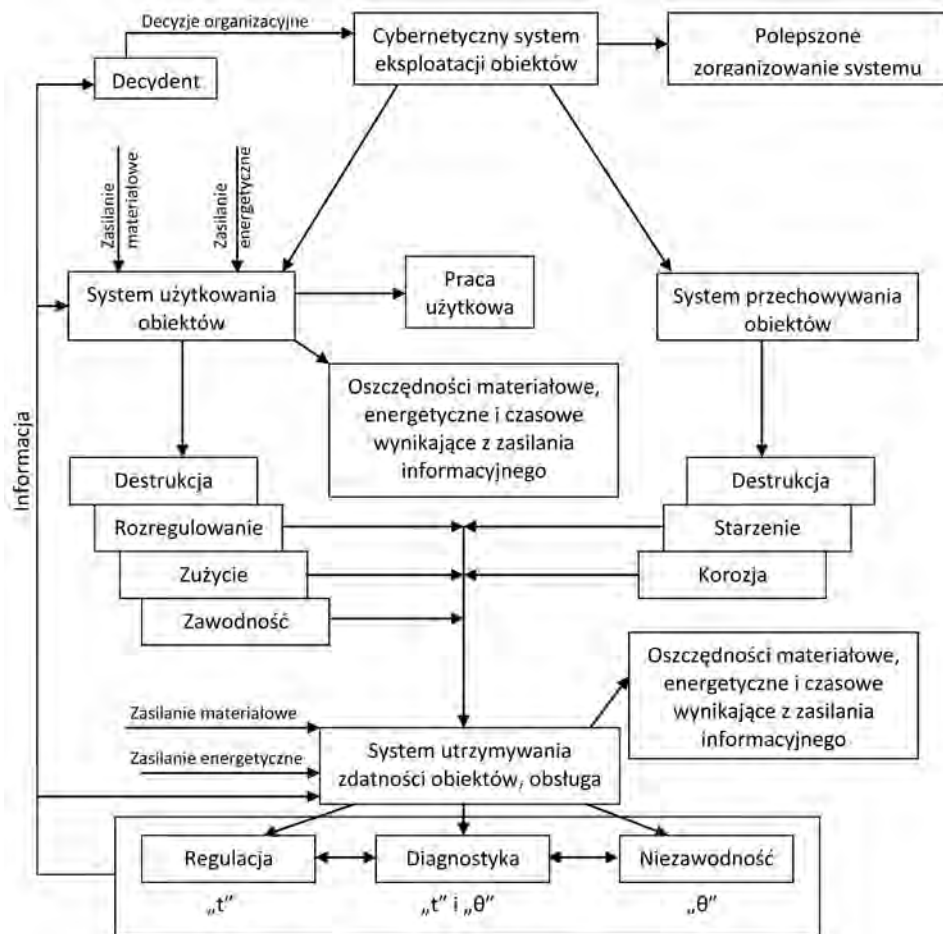 Decyzje organizacyjne
Cybernetyczny system
eksploatacji obiektów
Polepszone
zorganizowanie systemu
Decydent
Zasilanie
materiałowe
Zasilanie
energetyczne
System użytkowania
obiektów
Praca
użytkowa
System przechowywania
obiektów
Oszczędności materiałowe,
energetyczne i czasowe
wynikające z zasilania
informacyjnego
Informacja
Destrukcja
Rozregulowanie
Zużycie
Zawodność
Destrukcja
Starzenie
Korozja
Oszczędności materiałowe,
energetyczne i czasowe
wynikające z zasilania
informacyjnego
Zasilanie materiałowe
Zasilanie energetyczne
System utrzymywania
zdatności obiektów, obsługa
Regulacja
Diagnostyka
Niezawodność
„t”
„t” i „θ”
„θ”